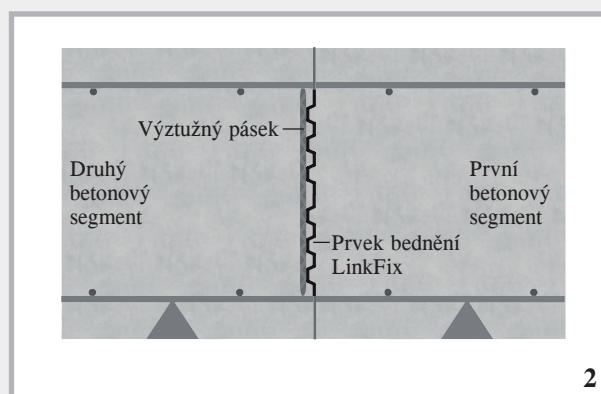 Výztužný pásek
Druhý
betonový
segment
První
betonový
segment
Prvek bednění
LinkFix
2